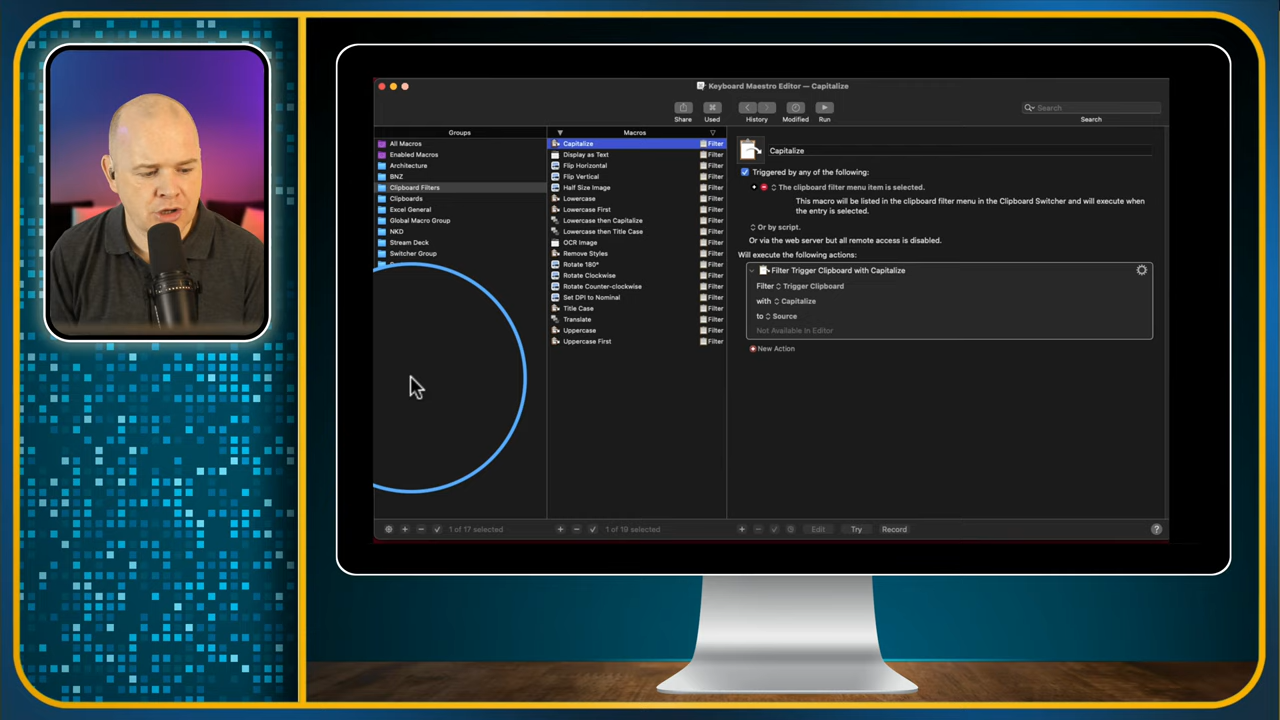 Keyboard Maestro Editor — Capitalize
Share
Used
History
Modified
Run
Search
Search
Groups
All Macros
Enabled Macros
Architecture
BNZ
Clipboard Filters
Clipboards
Excel General
Global Macro Group
NKD
Stream Deck
Switcher Group
1 of 17 selected
Macros
Capitalize Filter
Display as Text Filter
Flip Horizontal Filter
Flip Vertical Filter
Half Size Image Filter
Lowercase Filter
Lowercase First Filter
Lowercase then Capitalize Filter
Lowercase then Title Case Filter
OCR Image Filter
Remove Styles Filter
Rotate 180° Filter
Rotate Clockwise Filter
Rotate Counter-clockwise Filter
Set DPI to Nominal Filter
Title Case Filter
Translate Filter
Uppercase Filter
Uppercase First Filter
1 of 19 selected
Capitalize
Triggered by any of the following:
The clipboard filter menu item is selected.
This macro will be listed in the clipboard filter menu in the Clipboard Switcher and will execute when
the entry is selected.
Or by script.
Or via the web server but all remote access is disabled.
Will execute the following actions:
Filter Trigger Clipboard with Capitalize
Filter Trigger Clipboard
with Capitalize
to Source
Not Available In Editor
New Action
Edit
Try
Record
?